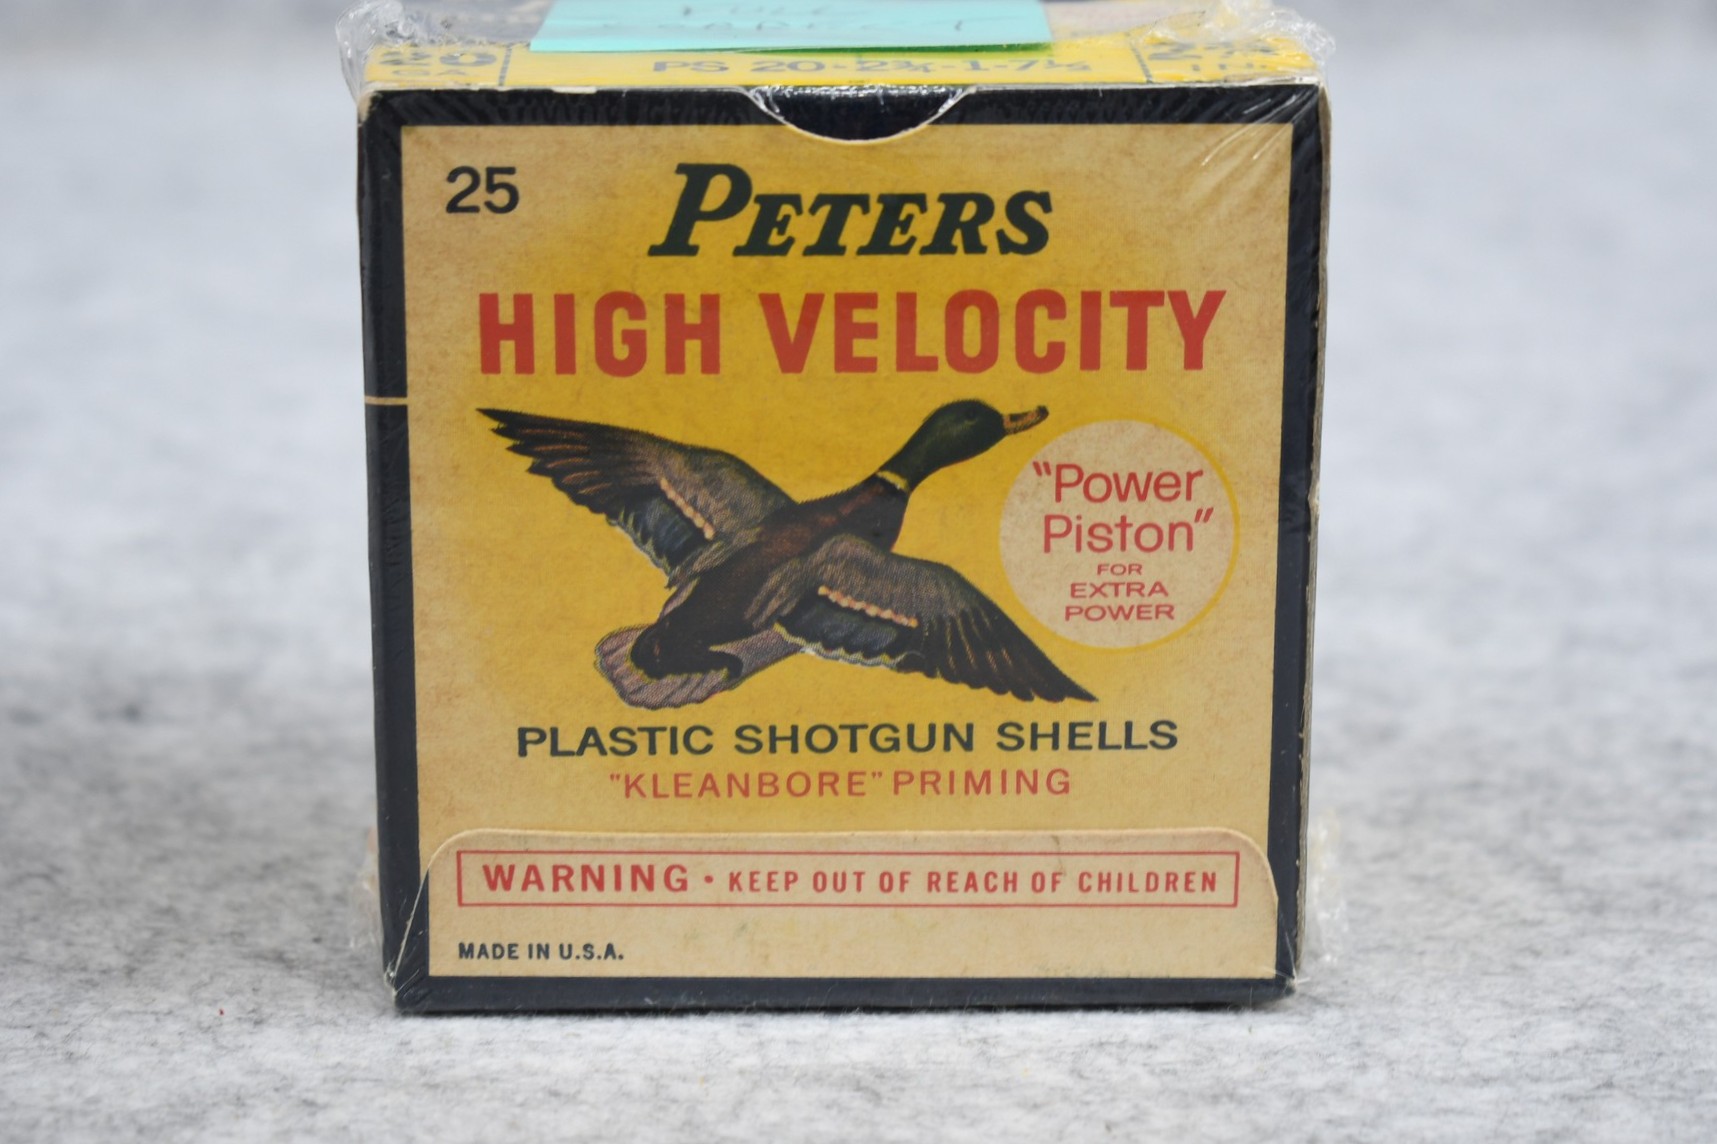 PS 20-2¾-1-7½
25
PETERS
HIGH VELOCITY
"Power
Piston"
FOR
EXTRA
POWER
PLASTIC SHOTGUN SHELLS
"KLEANBORE" PRIMING
WARNING • KEEP OUT OF REACH OF CHILDREN
MADE IN U.S.A.